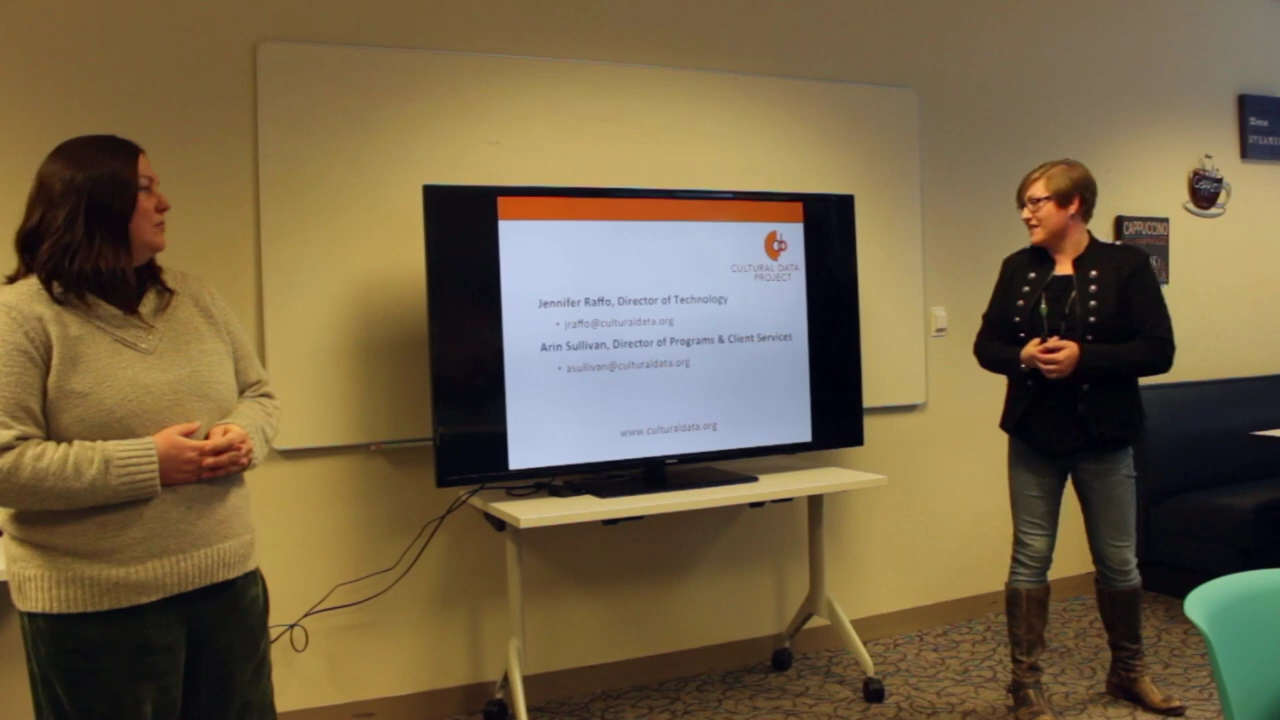 CULTURAL DATA
PROJECT
Jennifer Raffo, Director of Technology
• jraffo@culturaldata.org
Arin Sullivan, Director of Programs & Client Services
• asullivan@culturaldata.org
www.culturaldata.org
CAPPUCCINO